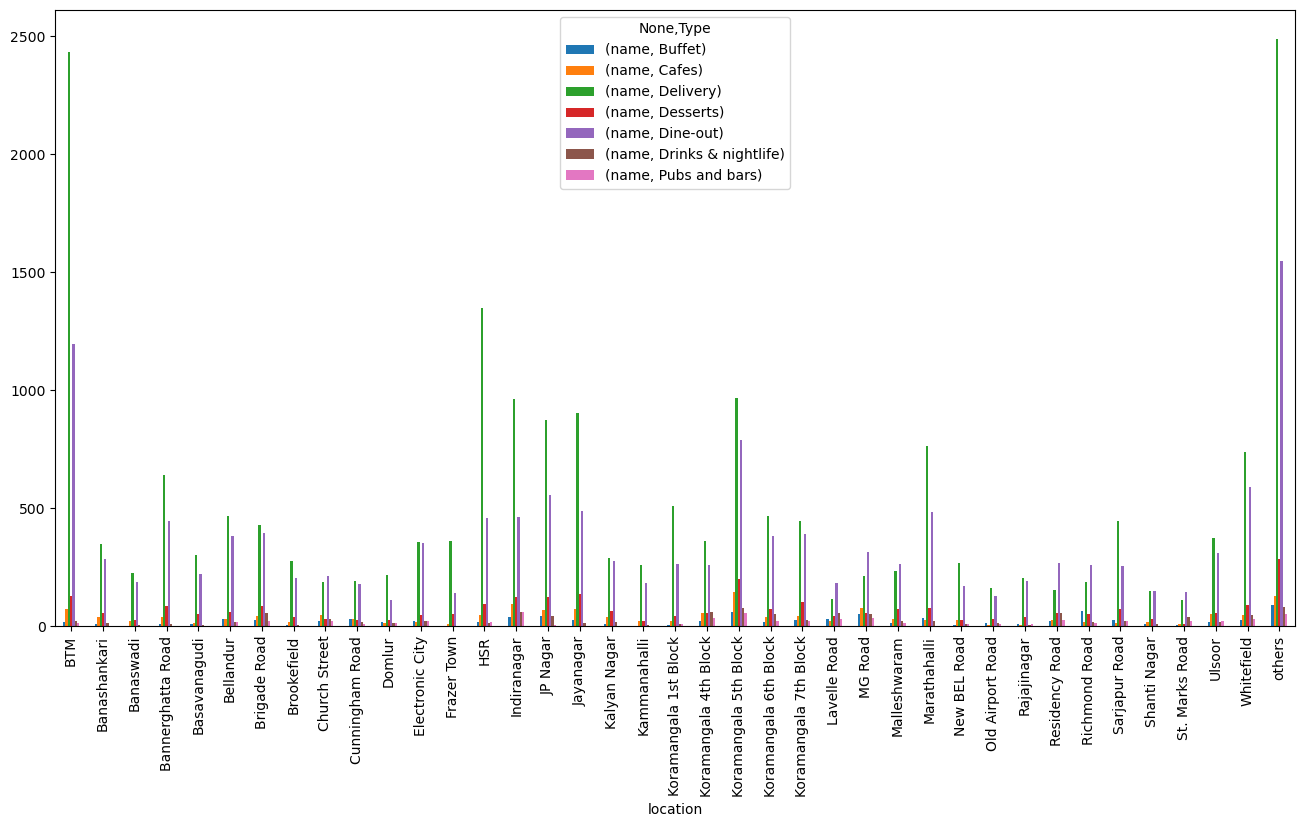 2500
2000
1500
1000
500
0
None,Type
(name, Buffet)
(name, Cafes)
(name, Delivery)
(name, Desserts)
(name, Dine-out)
(name, Drinks & nightlife)
(name, Pubs and bars)
BTM
Banashankari
Banaswadi
Bannerghatta Road
Basavanagudi
Bellandur
Brigade Road
Brookefield
Church Street
Cunningham Road
Domlur
Electronic City
Frazer Town
HSR
Indiranagar
JP Nagar
Jayanagar
Kalyan Nagar
Kammanahalli
Koramangala 1st Block
Koramangala 4th Block
Koramangala 5th Block
Koramangala 6th Block
Koramangala 7th Block
Lavelle Road
MG Road
Malleshwaram
Marathahalli
New BEL Road
Old Airport Road
Rajajinagar
Residency Road
Richmond Road
Sarjapur Road
Shanti Nagar
St. Marks Road
Ulsoor
Whitefield
others
location